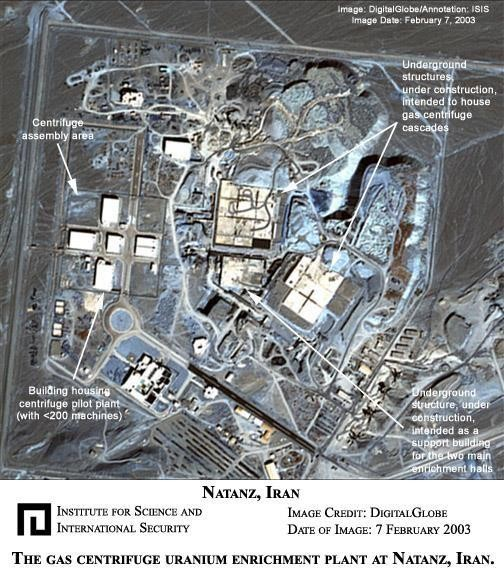 Image: DigitalGlobe/Annotation: ISIS
Image Date: February 7, 2003
Underground
structures,
under construction,
intended to house
gas centrifuge
cascades
Centrifuge
assembly area
Building housing
centrifuge pilot plant
(with <200 machines)
Underground
structure, under
construction,
intended as a
support building
for the two main
enrichment halls
NATANZ, IRAN
INSTITUTE FOR SCIENCE AND
INTERNATIONAL SECURITY
IMAGE CREDIT: DIGITALGLOBE
DATE OF IMAGE: 7 FEBRUARY 2003
THE GAS CENTRIFUGE URANIUM ENRICHMENT PLANT AT NATANZ, IRAN.